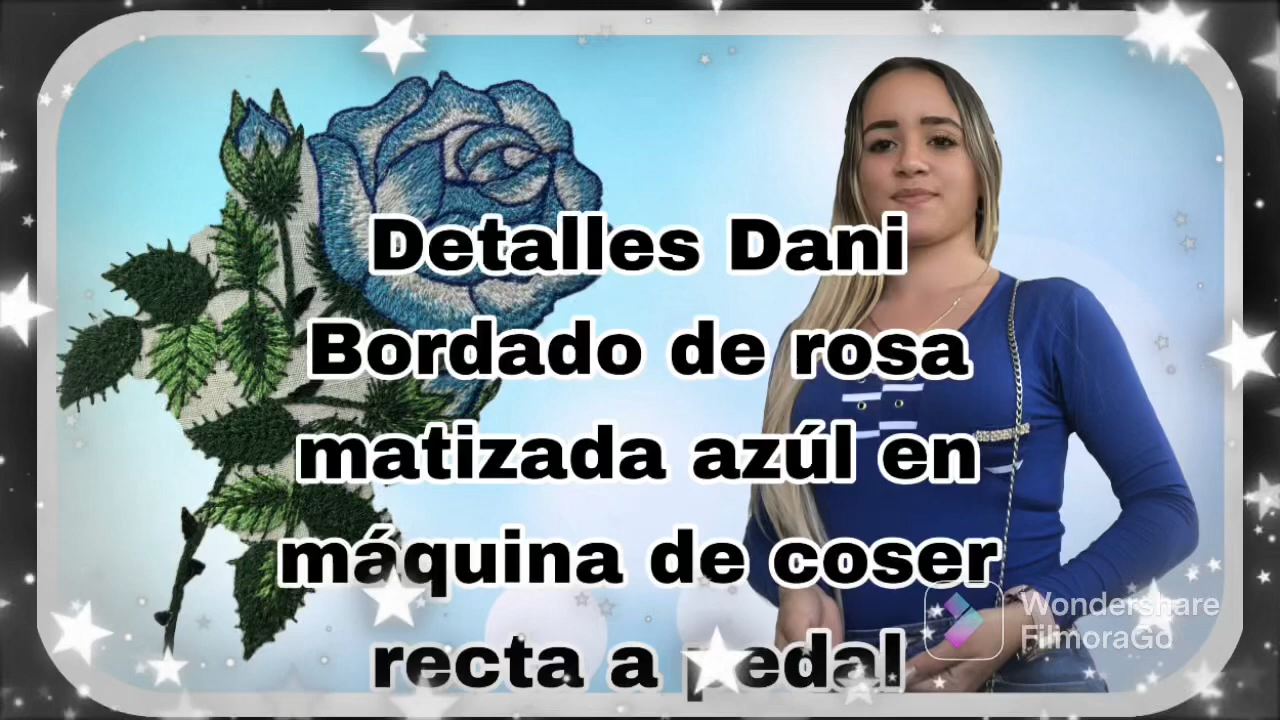 Detalles Dani
Bordado de rosa
matizada azúl en
máquina de coser
recta a pedal
Wondershare
FilmoraGo